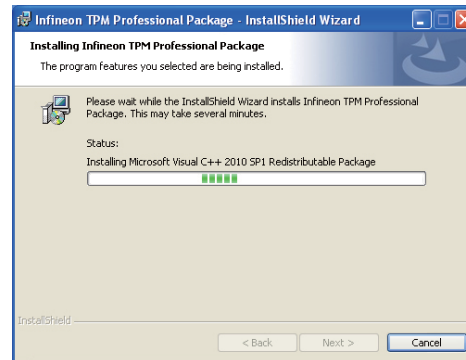 Infineon TPM Professional Package - InstallShield Wizard
Installing Infineon TPM Professional Package
The program features you selected are being installed.
Please wait while the InstallShield Wizard installs Infineon TPM Professional
Package. This may take several minutes.
Status:
Installing Microsoft Visual C++ 2010 SP1 Redistributable Package
InstallShield
< Back
Next >
Cancel